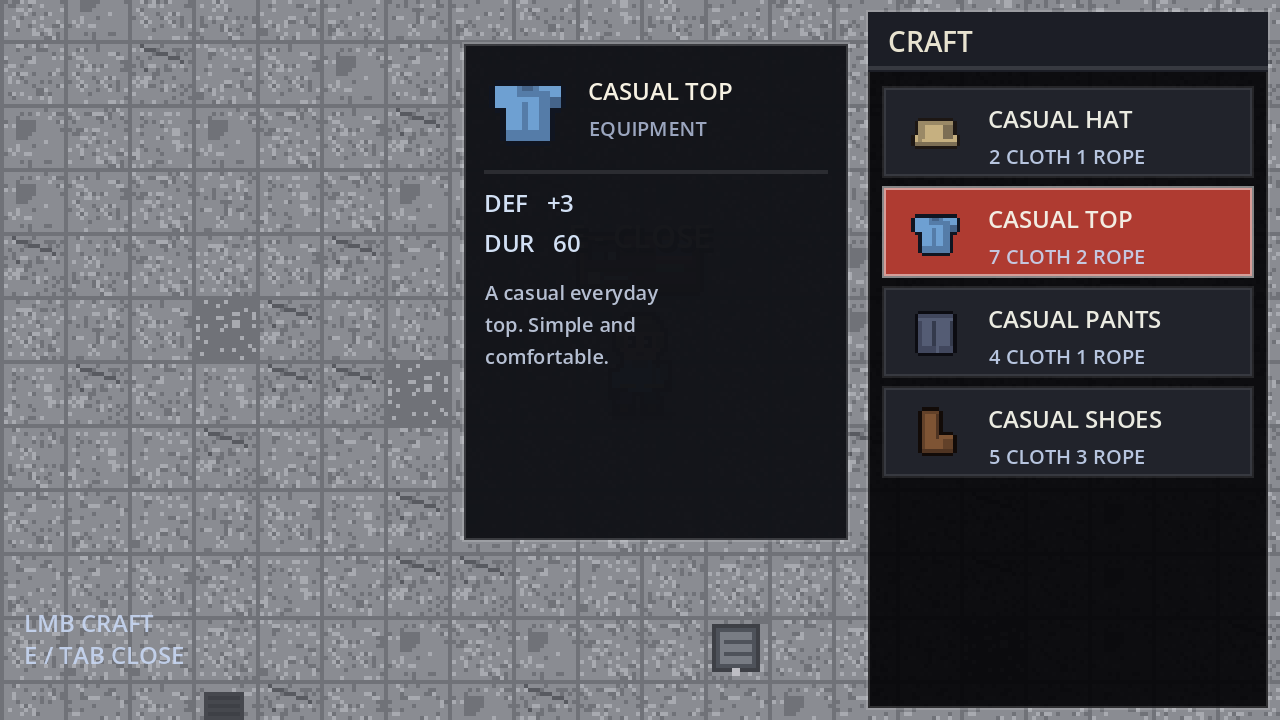 CRAFT
CASUAL TOP
EQUIPMENT
DEF +3
DUR 60
A casual everyday
top. Simple and
comfortable.
CLOSE
CASUAL HAT
2 CLOTH 1 ROPE
CASUAL TOP
7 CLOTH 2 ROPE
CASUAL PANTS
4 CLOTH 1 ROPE
CASUAL SHOES
5 CLOTH 3 ROPE
LMB CRAFT
E / TAB CLOSE